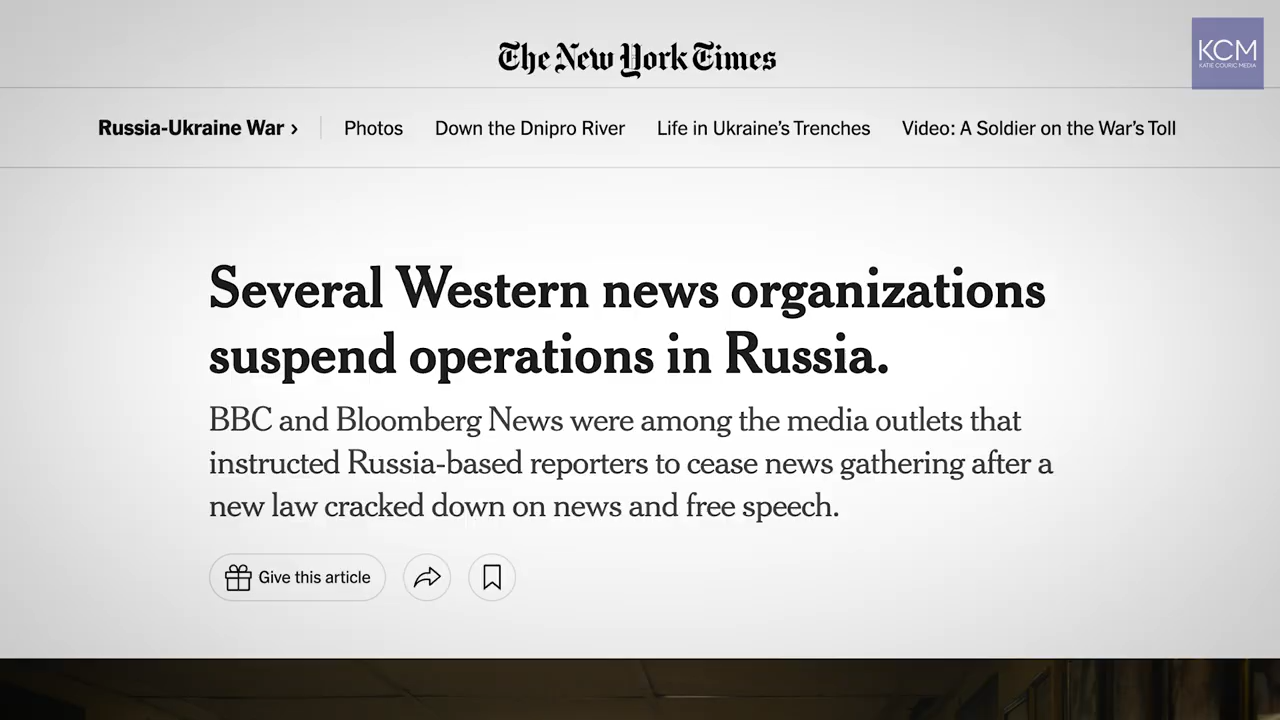 The New York Times
KCM
KATIE COURIC MEDIA
Russia-Ukraine War › Photos Down the Dnipro River Life in Ukraine’s Trenches Video: A Soldier on the War’s Toll
Several Western news organizations
suspend operations in Russia.
BBC and Bloomberg News were among the media outlets that
instructed Russia-based reporters to cease news gathering after a
new law cracked down on news and free speech.
Give this article